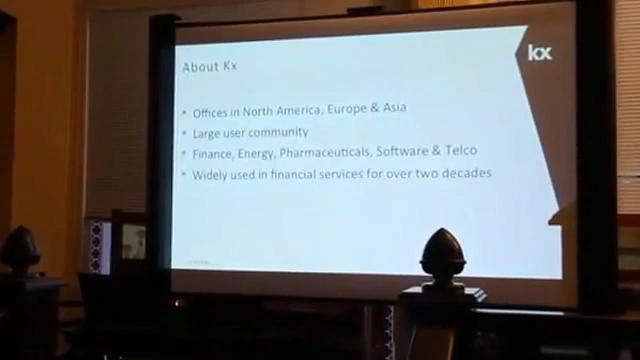 About Kx
kx
• Offices in North America, Europe & Asia
• Large user community
• Finance, Energy, Pharmaceuticals, Software & Telco
• Widely used in financial services for over two decades